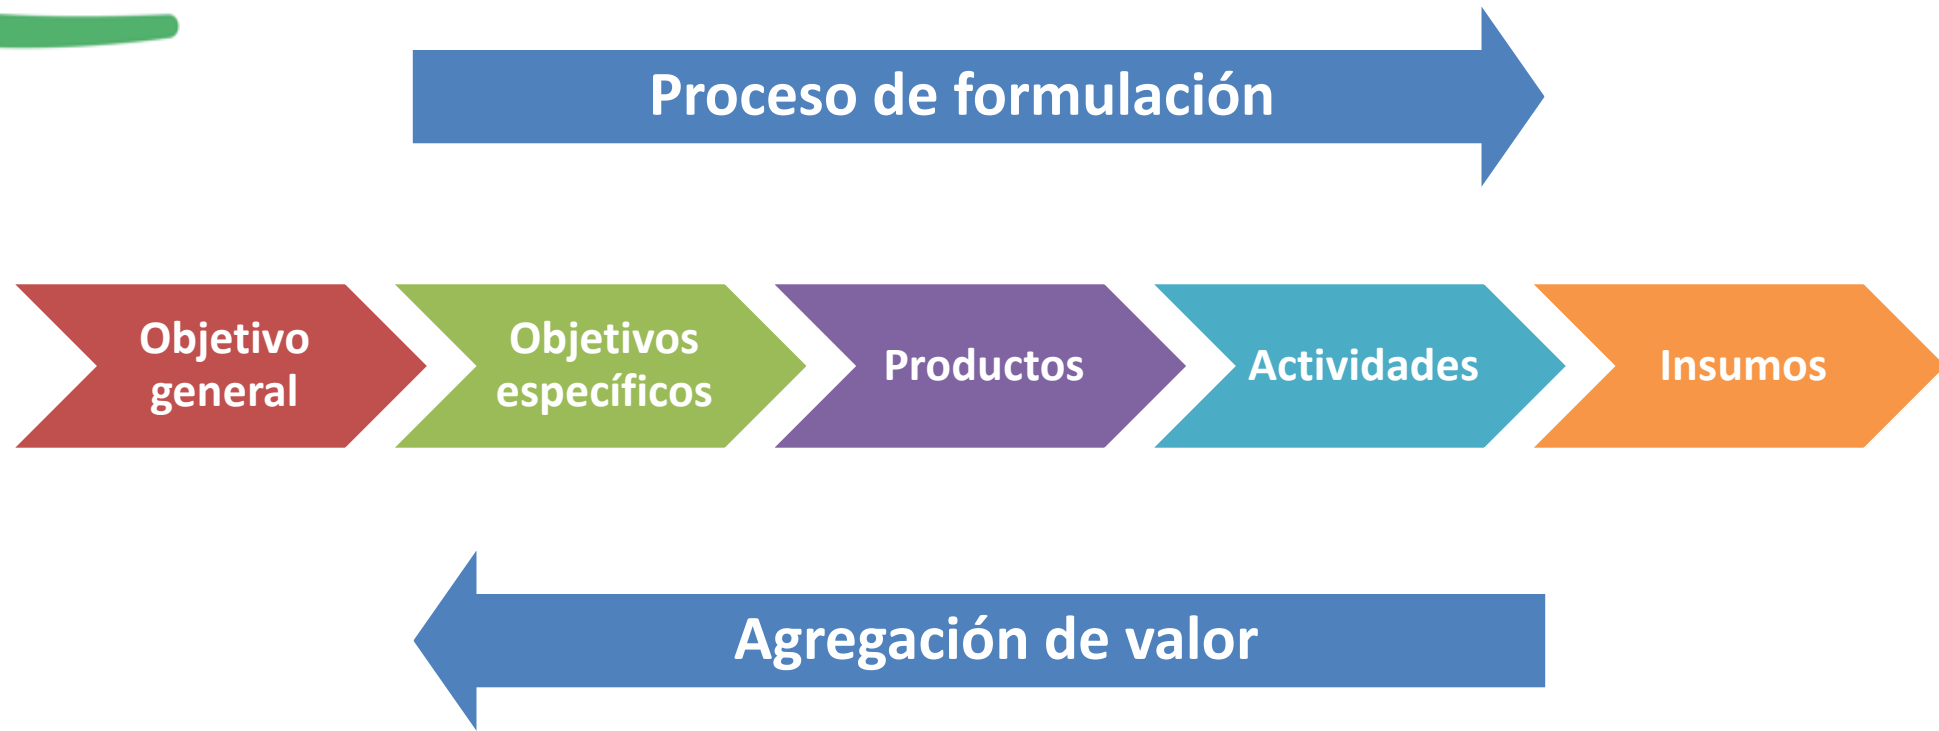 Proceso de formulación
Objetivo
general
Objetivos
específicos
Productos
Actividades
Insumos
Agregación de valor